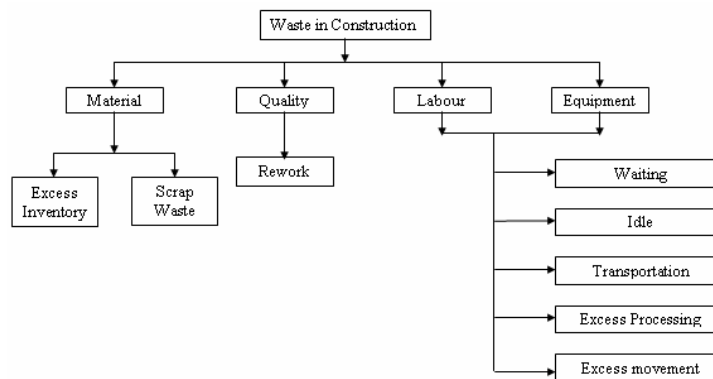 Waste in Construction
Material
Quality
Labour
Equipment
Excess
Inventory
Scrap
Waste
Rework
Waiting
Idle
Transportation
Excess Processing
Excess movement